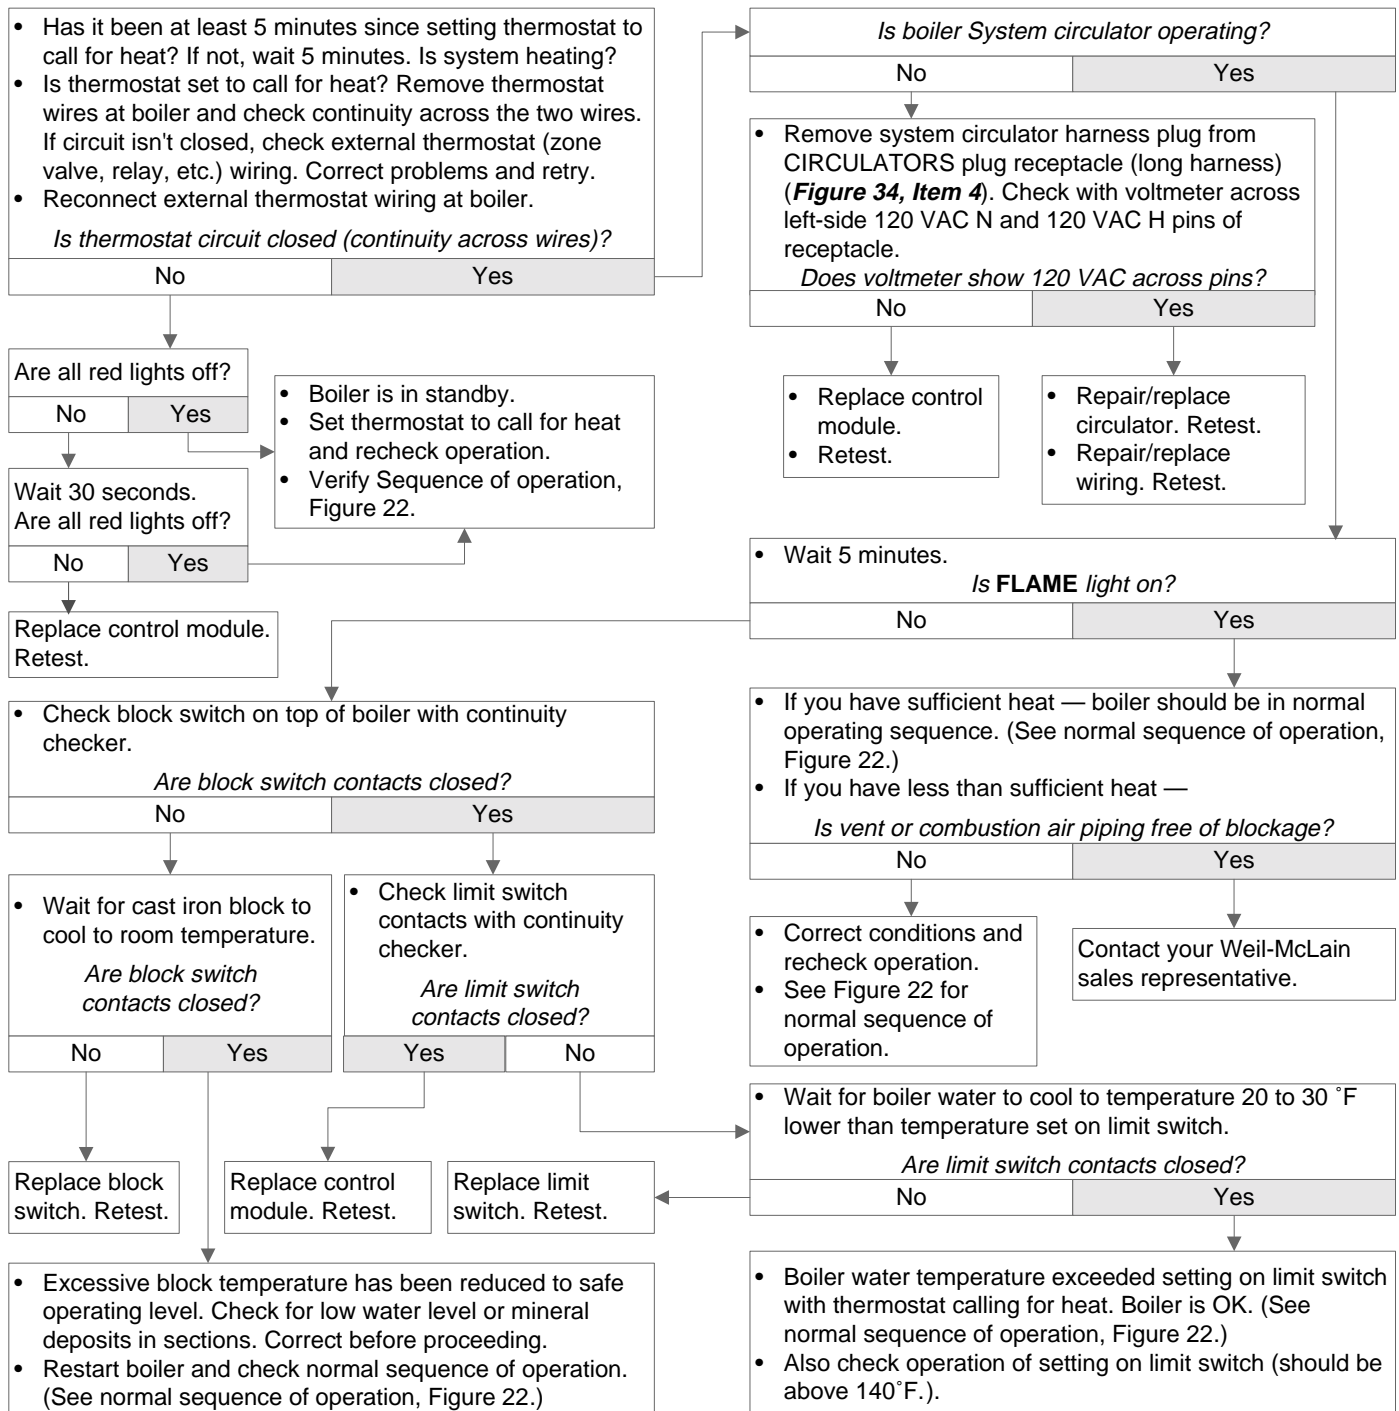 • Has it been at least 5 minutes since setting thermostat to
call for heat? If not, wait 5 minutes. Is system heating?
• Is thermostat set to call for heat? Remove thermostat
wires at boiler and check continuity across the two wires.
If circuit isn't closed, check external thermostat (zone
valve, relay, etc.) wiring. Correct problems and retry.
• Reconnect external thermostat wiring at boiler.
Is thermostat circuit closed (continuity across wires)?
No Yes
Are all red lights off?
No Yes
• Boiler is in standby.
• Set thermostat to call for heat
and recheck operation.
• Verify Sequence of operation,
Figure 22.
Wait 30 seconds.
Are all red lights off?
No Yes
Replace control module.
Retest.
Is boiler System circulator operating?
No Yes
• Remove system circulator harness plug from
CIRCULATORS plug receptacle (long harness)
(Figure 34, Item 4). Check with voltmeter across
left-side 120 VAC N and 120 VAC H pins of
receptacle.
Does voltmeter show 120 VAC across pins?
No Yes
• Replace control
module.
• Retest.
• Repair/replace
circulator. Retest.
• Repair/replace
wiring. Retest.
• Wait 5 minutes.
Is FLAME light on?
No Yes
• Check block switch on top of boiler with continuity
checker.
Are block switch contacts closed?
No Yes
• Wait for cast iron block to
cool to room temperature.
Are block switch
contacts closed?
No Yes
• Check limit switch
contacts with continuity
checker.
Are limit switch
contacts closed?
Yes No
Replace block
switch. Retest.
Replace control
module. Retest.
Replace limit
switch. Retest.
• Excessive block temperature has been reduced to safe
operating level. Check for low water level or mineral
deposits in sections. Correct before proceeding.
• Restart boiler and check normal sequence of operation.
(See normal sequence of operation, Figure 22.)
• If you have sufficient heat — boiler should be in normal
operating sequence. (See normal sequence of operation,
Figure 22.)
• If you have less than sufficient heat —
Is vent or combustion air piping free of blockage?
No Yes
• Correct conditions and
recheck operation.
• See Figure 22 for
normal sequence of
operation.
Contact your Weil-McLain
sales representative.
• Wait for boiler water to cool to temperature 20 to 30 ˚F
lower than temperature set on limit switch.
Are limit switch contacts closed?
No Yes
• Boiler water temperature exceeded setting on limit switch
with thermostat calling for heat. Boiler is OK. (See
normal sequence of operation, Figure 22.)
• Also check operation of setting on limit switch (should be
above 140˚F.).